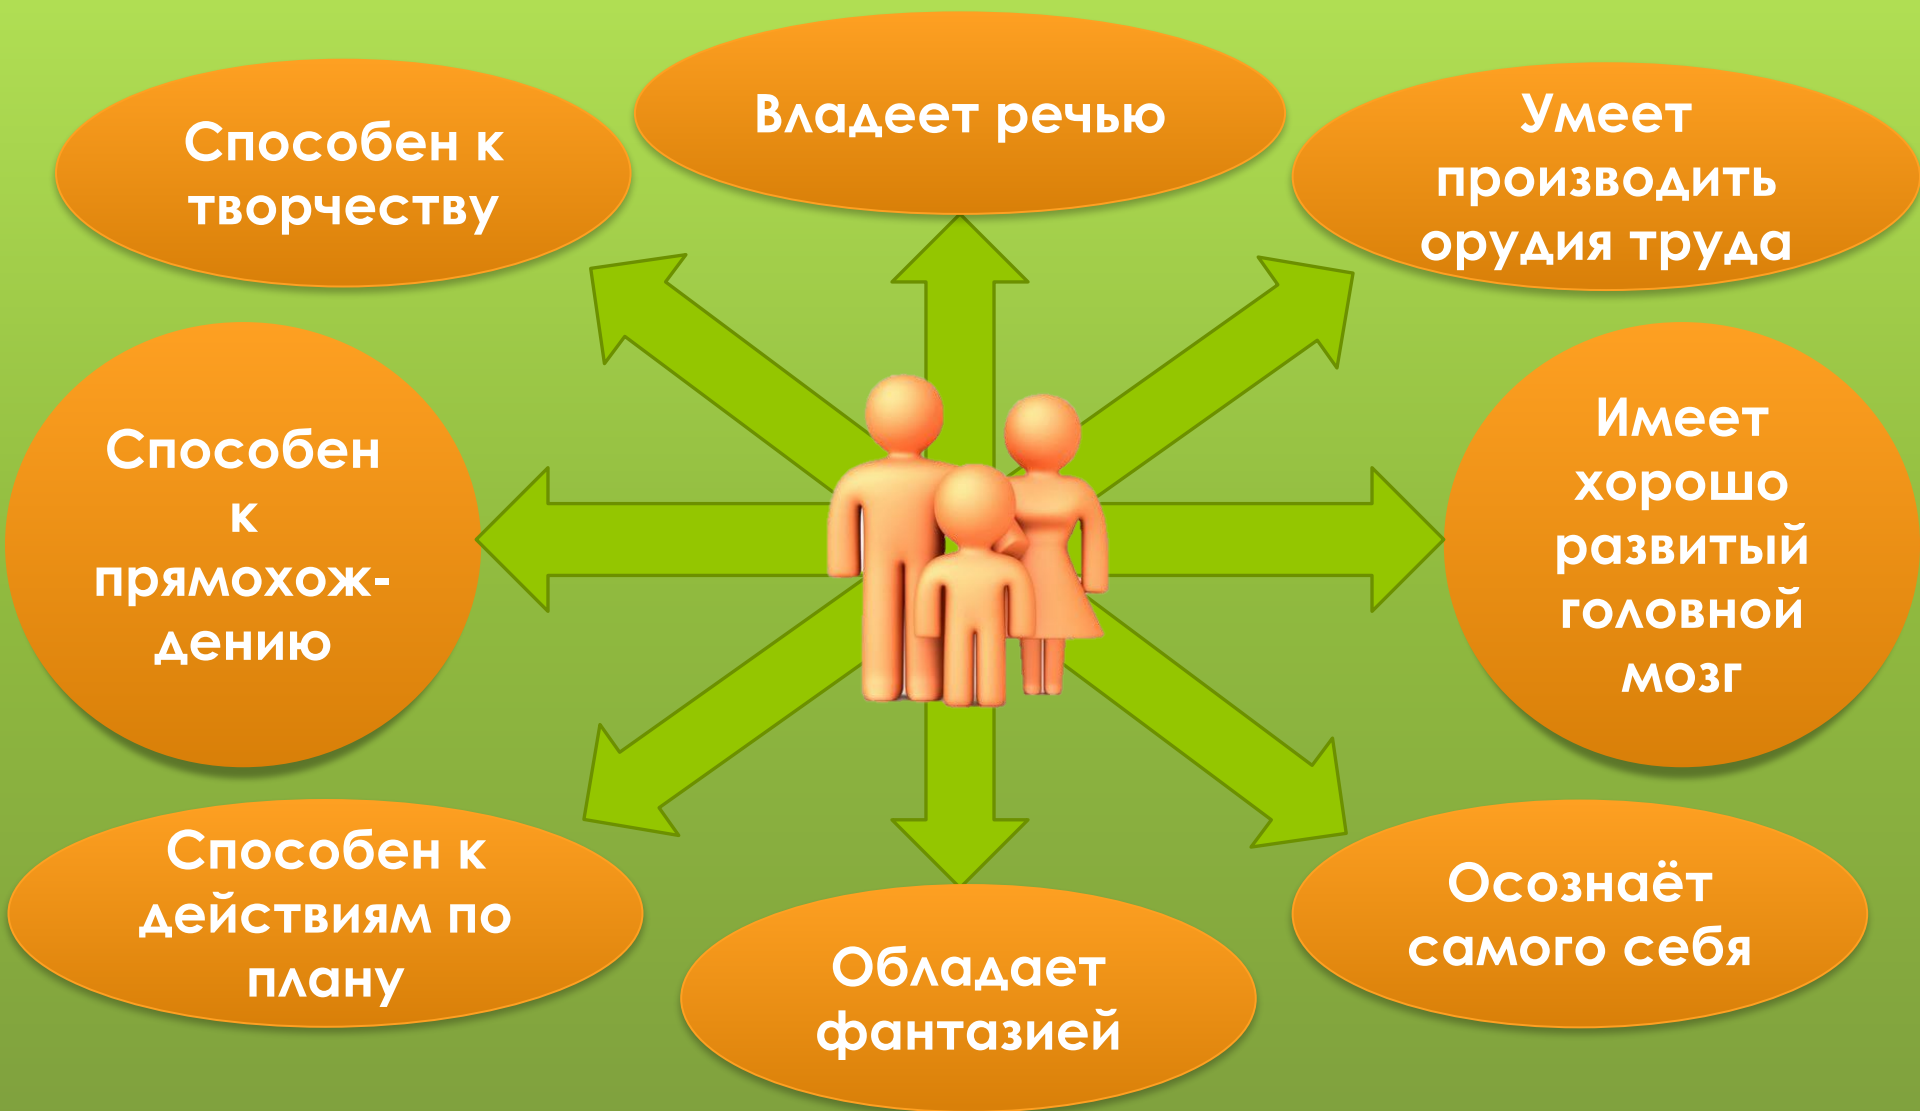 Способен к
творчеству
Владеет речью
Умеет
производить
орудия труда
Способен
к
прямохож-
дению
Имеет
хорошо
развитый
головной
мозг
Способен к
действиям по
плану
Обладает
фантазией
Осознаёт
самого себя